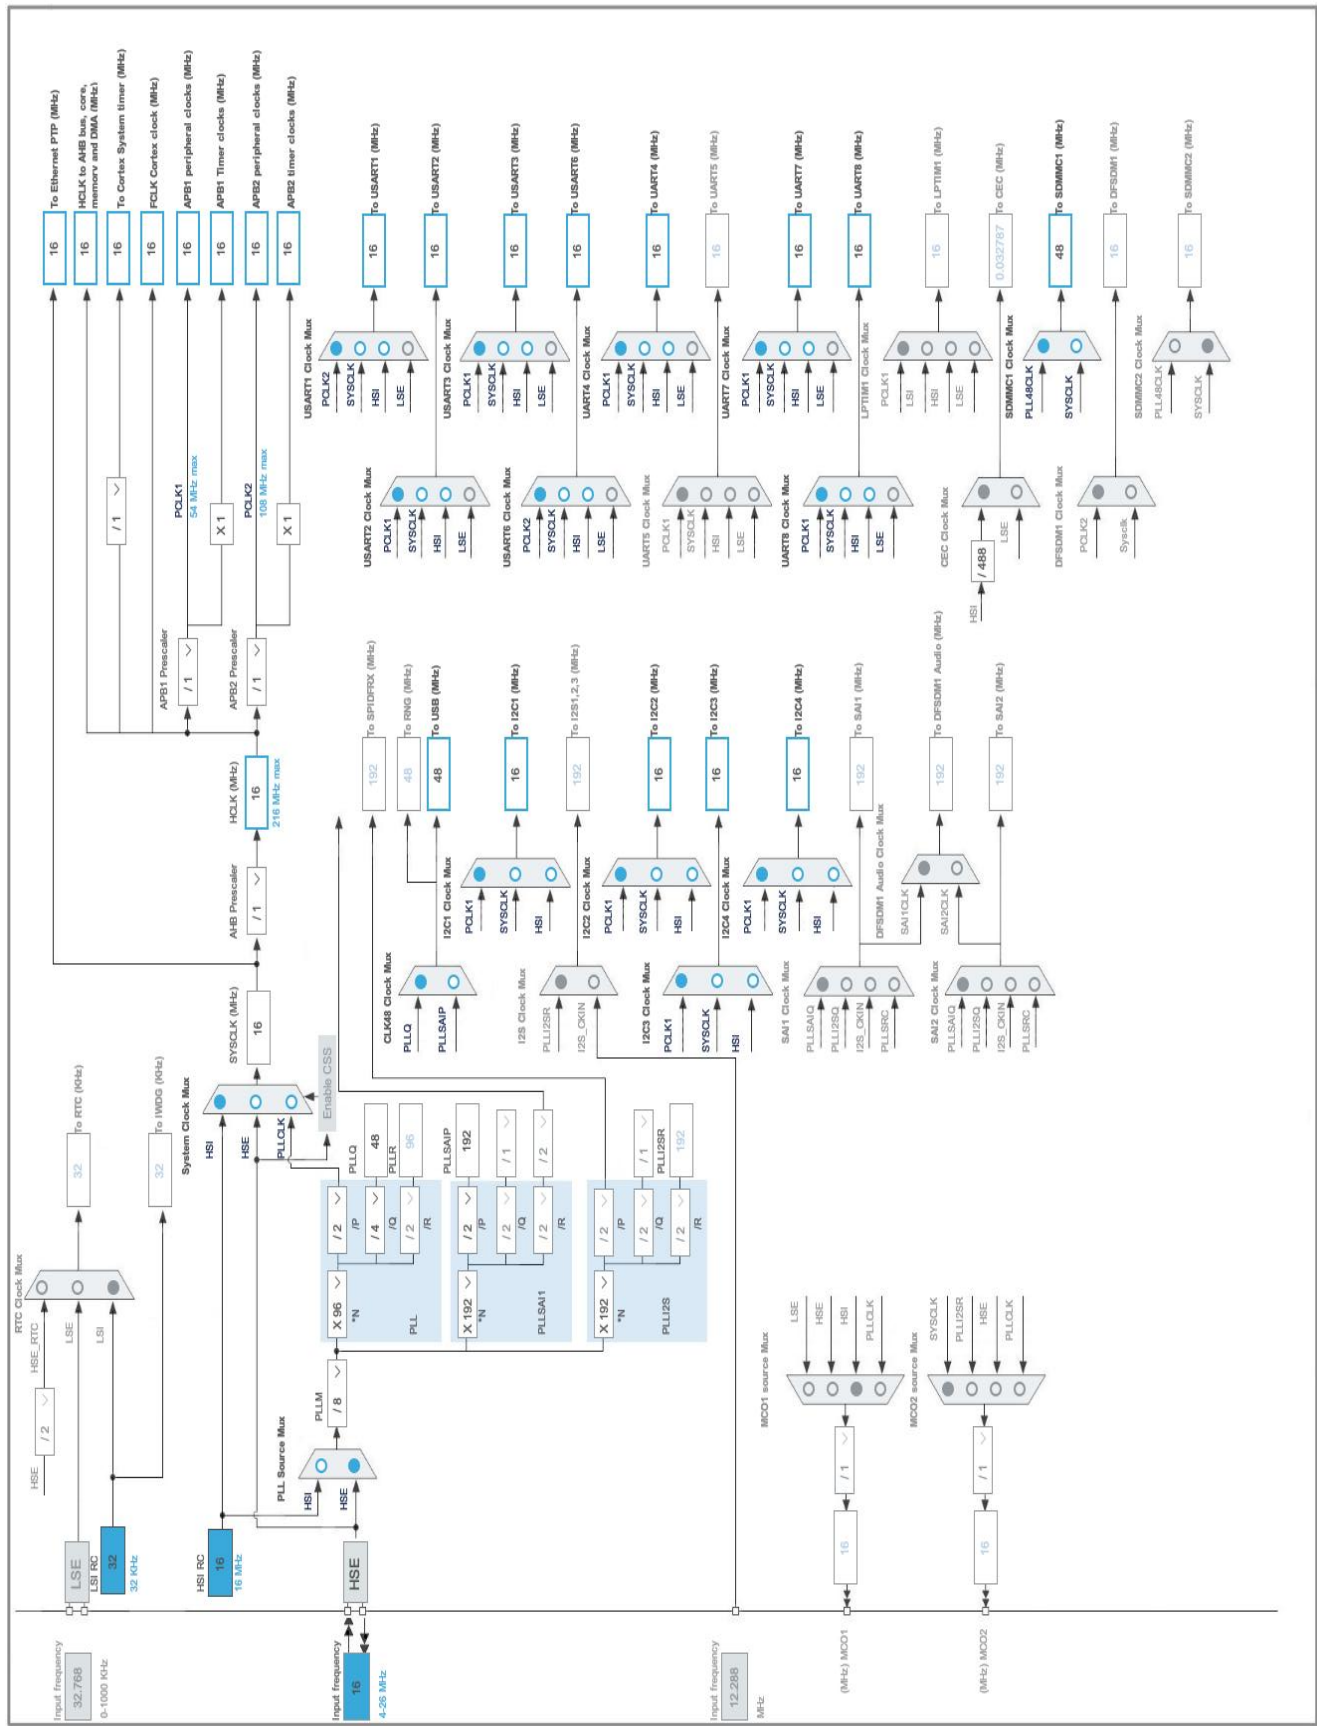 Input frequency
32.768
0-1000 KHz
LSE
LSI RC
32
32 KHz
HSE
/ 2
HSE_RTC
LSE
LSI
RTC Clock Mux
32
To RTC (KHz)
32
To IWDG (KHz)
HSI RC
16
16 MHz
Input frequency
16
4-26 MHz
HSE
PLL Source Mux
HSI
HSE
PLLM
/ 8
System Clock Mux
HSI
HSE
PLLCLK
Enable CSS
SYSCLK (MHz)
16
AHB Prescaler
/ 1
HCLK (MHz)
16
216 MHz max
APB1 Prescaler
/ 1
APB2 Prescaler
/ 1
/ 1
PCLK1
54 MHz max
X 1
PCLK2
108 MHz max
X 1
16
To Ethernet PTP (MHz)
16
HCLK to AHB bus, core,
memory and DMA (MHz)
16
To Cortex System timer (MHz)
16
FCLK Cortex clock (MHz)
16
APB1 peripheral clocks (MHz)
16
APB1 Timer clocks (MHz)
16
APB2 peripheral clocks (MHz)
16
APB2 timer clocks (MHz)
X 96
*N
PLL
/ 2
/P
/ 4
/Q
/ 2
/R
PLLQ
48
PLLR
96
X 192
*N
PLLSAI1
/ 2
/P
/ 2
/Q
/ 2
/R
PLLSAIP
192
/ 1
/ 2
X 192
*N
PLLI2S
/ 2
/P
/ 2
/Q
/ 2
/R
/ 1
PLLI2SR
192
192
To SPIDFRX (MHz)
48
To RNG (MHz)
48
To USB (MHz)
CLK48 Clock Mux
PLLQ
PLLSAIP
I2C1 Clock Mux
PCLK1
SYSCLK
HSI
16
To I2C1 (MHz)
I2S Clock Mux
PLLI2SR
I2S_CKIN
192
To I2S1,2,3 (MHz)
I2C2 Clock Mux
PCLK1
SYSCLK
HSI
16
To I2C2 (MHz)
I2C3 Clock Mux
PCLK1
SYSCLK
HSI
16
To I2C3 (MHz)
I2C4 Clock Mux
PCLK1
SYSCLK
HSI
16
To I2C4 (MHz)
SAI1 Clock Mux
PLLSAIQ
PLLI2SQ
I2S_CKIN
PLLSRC
192
To SAI1 (MHz)
DFSDM1 Audio Clock Mux
SAI1CLK
SAI2CLK
192
To DFSDM1 Audio (MHz)
SAI2 Clock Mux
PLLSAIQ
PLLI2SQ
I2S_CKIN
PLLSRC
192
To SAI2 (MHz)
USART1 Clock Mux
PCLK2
SYSCLK
HSI
LSE
16
To USART1 (MHz)
USART2 Clock Mux
PCLK1
SYSCLK
HSI
LSE
16
To USART2 (MHz)
USART3 Clock Mux
PCLK1
SYSCLK
HSI
LSE
16
To USART3 (MHz)
USART6 Clock Mux
PCLK2
SYSCLK
HSI
LSE
16
To USART6 (MHz)
UART4 Clock Mux
PCLK1
SYSCLK
HSI
LSE
16
To UART4 (MHz)
UART5 Clock Mux
PCLK1
SYSCLK
HSI
LSE
16
To UART5 (MHz)
UART7 Clock Mux
PCLK1
SYSCLK
HSI
LSE
16
To UART7 (MHz)
UART8 Clock Mux
PCLK1
SYSCLK
HSI
LSE
16
To UART8 (MHz)
LPTIM1 Clock Mux
PCLK1
LSI
HSI
LSE
16
To LPTIM1 (MHz)
CEC Clock Mux
HSI
/ 488
LSE
0.032787
To CEC (MHz)
SDMMC1 Clock Mux
PLL48CLK
SYSCLK
48
To SDMMC1 (MHz)
DFSDM1 Clock Mux
PCLK2
Sysclk
16
To DFSDM1 (MHz)
SDMMC2 Clock Mux
PLL48CLK
SYSCLK
16
To SDMMC2 (MHz)
Input frequency
12.288
MHz
MCO1 source Mux
LSE
HSE
HSI
PLLCLK
/ 1
16
(MHz) MCO1
MCO2 source Mux
SYSCLK
PLLI2SR
HSE
PLLCLK
/ 1
16
(MHz) MCO2